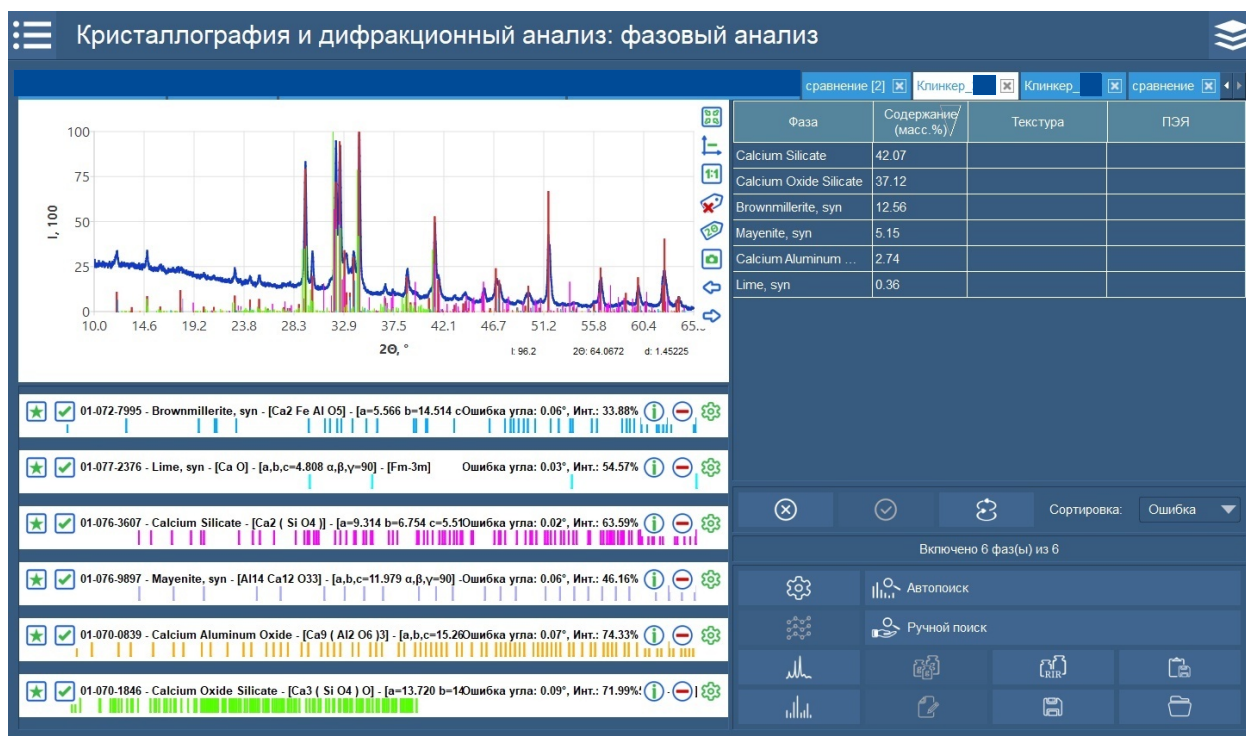 Кристаллография и дифракционный анализ: фазовый анализ
сравнение [2] Клинкер_ Клинкер_ сравнение
100
75
50
25
0
I, 100
10.0 14.6 19.2 23.8 28.3 32.9 37.5 42.1 46.7 51.2 55.8 60.4 65.
2Θ, °
I: 96.2 2Θ: 64.0672 d: 1.45225
1:1
2Θ
Фаза Содержание (масс.%) Текстура ПЭЯ
Calcium Silicate 42.07
Calcium Oxide Silicate 37.12
Brownmillerite, syn 12.56
Mayenite, syn 5.15
Calcium Aluminum ... 2.74
Lime, syn 0.36
01-072-7995 - Brownmillerite, syn - [Ca2 Fe Al O5] - [a=5.566 b=14.514 cОшибка угла: 0.06°, Инт.: 33.88%
01-077-2376 - Lime, syn - [Ca O] - [a,b,c=4.808 α,β,γ=90] - [Fm-3m] Ошибка угла: 0.03°, Инт.: 54.57%
01-076-3607 - Calcium Silicate - [Ca2 ( Si O4 )] - [a=9.314 b=6.754 c=5.51Ошибка угла: 0.02°, Инт.: 63.59%
01-076-9897 - Mayenite, syn - [Al14 Ca12 O33] - [a,b,c=11.979 α,β,γ=90] -Ошибка угла: 0.06°, Инт.: 46.16%
01-070-0839 - Calcium Aluminum Oxide - [Ca9 ( Al2 O6 )3] - [a,b,c=15.26Ошибка угла: 0.07°, Инт.: 74.33%
01-070-1846 - Calcium Oxide Silicate - [Ca3 ( Si O4 ) O] - [a=13.720 b=14Ошибка угла: 0.09°, Инт.: 71.99%
Сортировка: Ошибка
Включено 6 фаз(ы) из 6
Автопоиск
Ручной поиск
RIR